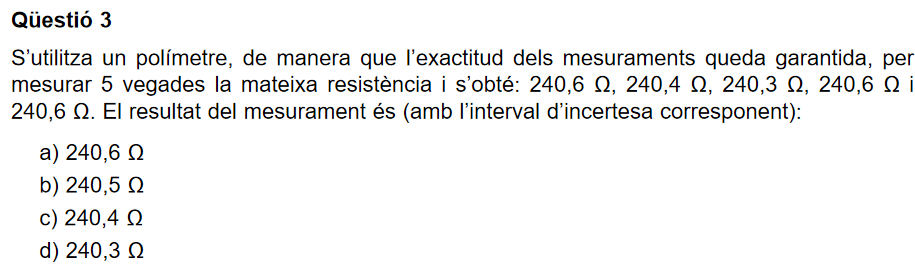 Qüestió 3
S’utilitza un polímetre, de manera que l’exactitud dels mesuraments queda garantida, per
mesurar 5 vegades la mateixa resistència i s’obté: 240,6 Ω, 240,4 Ω, 240,3 Ω, 240,6 Ω i
240,6 Ω. El resultat del mesurament és (amb l’interval d’incertesa corresponent):
a) 240,6 Ω
b) 240,5 Ω
c) 240,4 Ω
d) 240,3 Ω